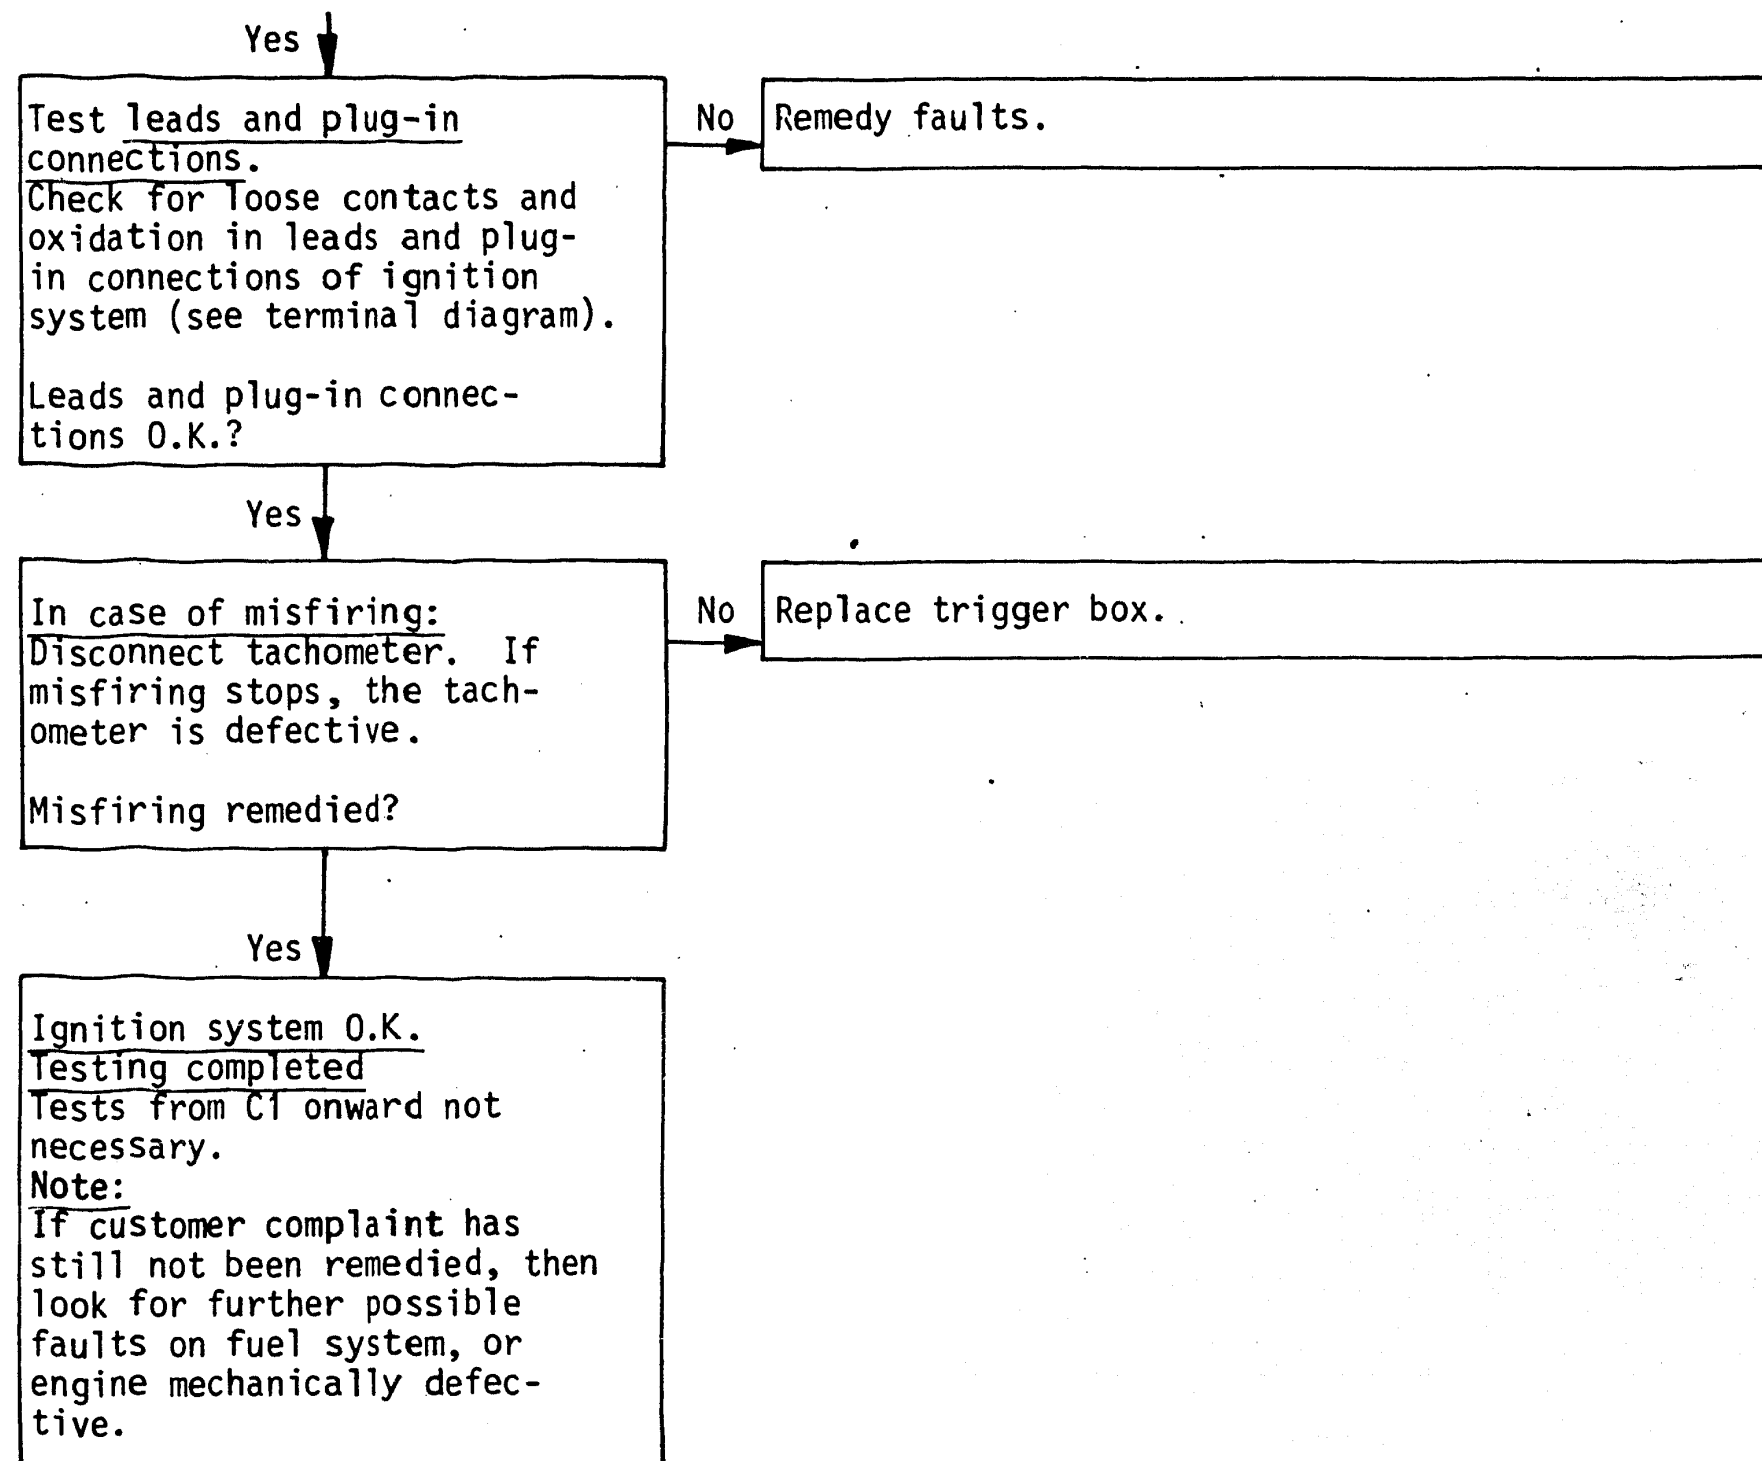 Yes
Test leads and plug-in
connections.
Check for loose contacts and
oxidation in leads and plug-
in connections of ignition
system (see terminal diagram).
Leads and plug-in connec-
tions O.K.?
No
Remedy faults.
Yes
In case of misfiring:
Disconnect tachometer. If
misfiring stops, the tach-
ometer is defective.
Misfiring remedied?
No
Replace trigger box.
Yes
Ignition system O.K.
Testing completed
Tests from C1 onward not
necessary.
Note:
If customer complaint has
still not been remedied, then
look for further possible
faults on fuel system, or
engine mechanically defec-
tive.